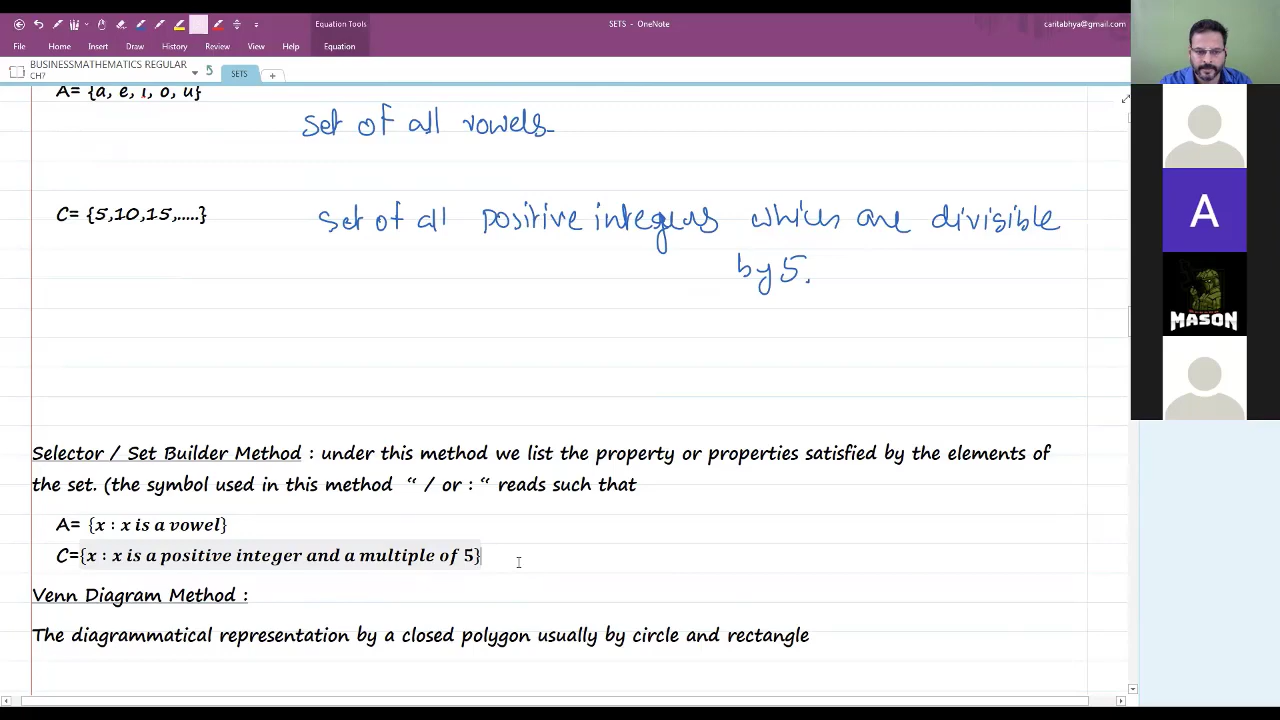 Equation Tools
SETS - OneNote
caritabhya@gmail.com
File Home Insert Draw History Review View Help Equation
BUSINESSMATHEMATICS REGULAR
CH7
SETS
A= {a, e, i, o, u}
set of all vowels
C= {5,10,15,.....}
set of all positive integers which are divisible
by 5.
Selector / Set Builder Method : under this method we list the property or properties satisfied by the elements of
the set. (the symbol used in this method “ / or : “ reads such that
A= {x : x is a vowel}
C={x : x is a positive integer and a multiple of 5}
Venn Diagram Method :
The diagrammatical representation by a closed polygon usually by circle and rectangle
A
MASON